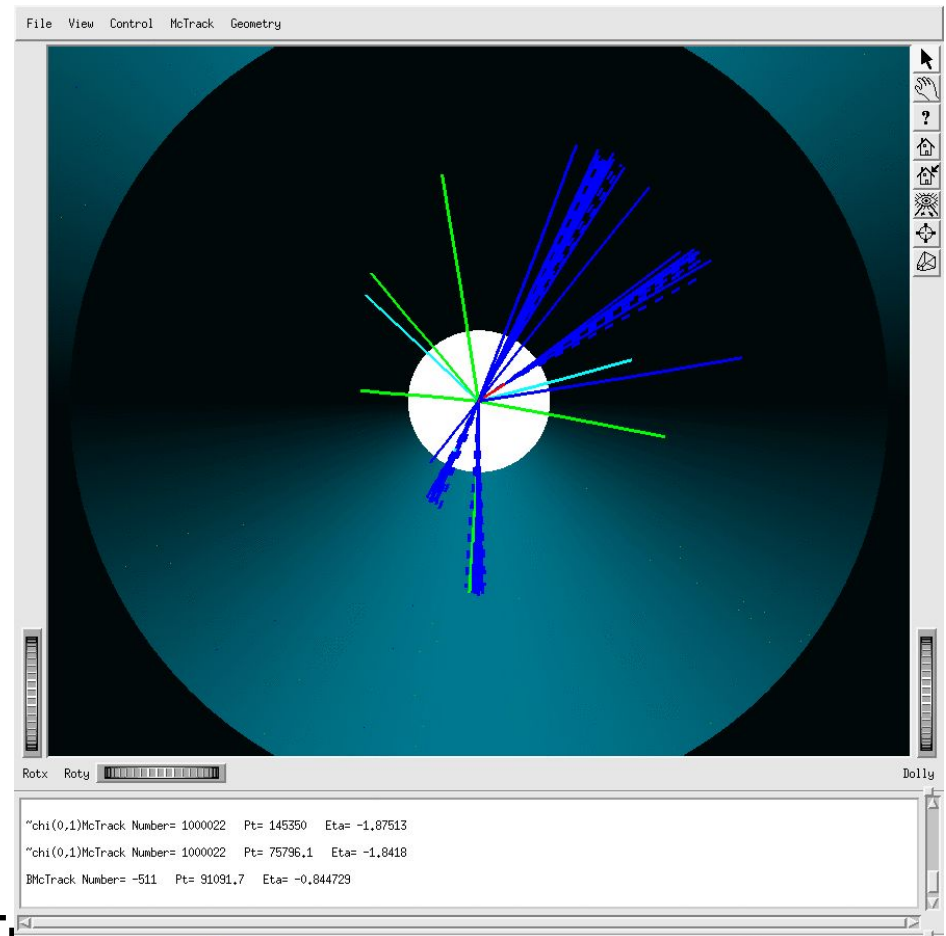 File View Control McTrack Geometry
?
Rotx Roty Dolly
~chi(0,1)McTrack Number= 1000022 Pt= 145350 Eta= -1.87513
~chi(0,1)McTrack Number= 1000022 Pt= 75796.1 Eta= -1.8418
BMcTrack Number= -511 Pt= 91091.7 Eta= -0.844729